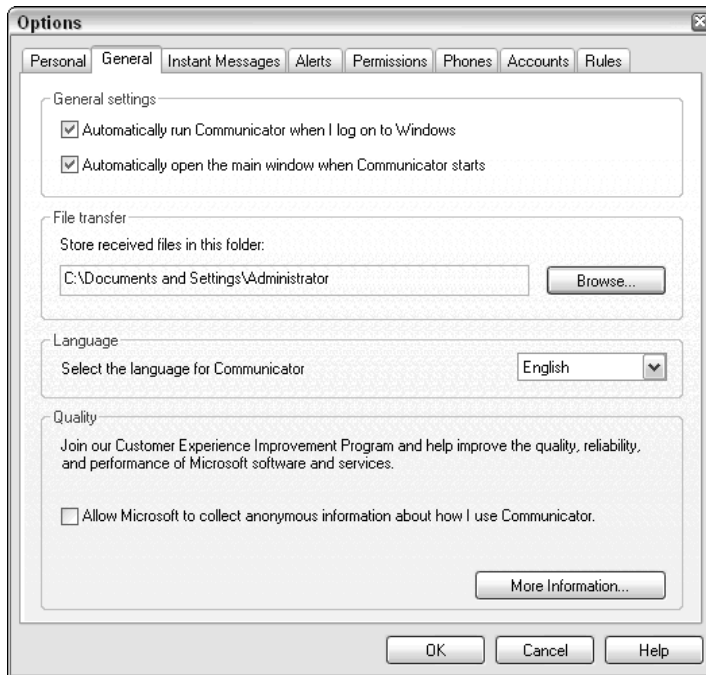 Options
Personal General Instant Messages Alerts Permissions Phones Accounts Rules
General settings
Automatically run Communicator when I log on to Windows
Automatically open the main window when Communicator starts
File transfer
Store received files in this folder:
C:\Documents and Settings\Administrator
Browse...
Language
Select the language for Communicator
English
Quality
Join our Customer Experience Improvement Program and help improve the quality, reliability,
and performance of Microsoft software and services.
Allow Microsoft to collect anonymous information about how I use Communicator.
More Information...
OK Cancel Help